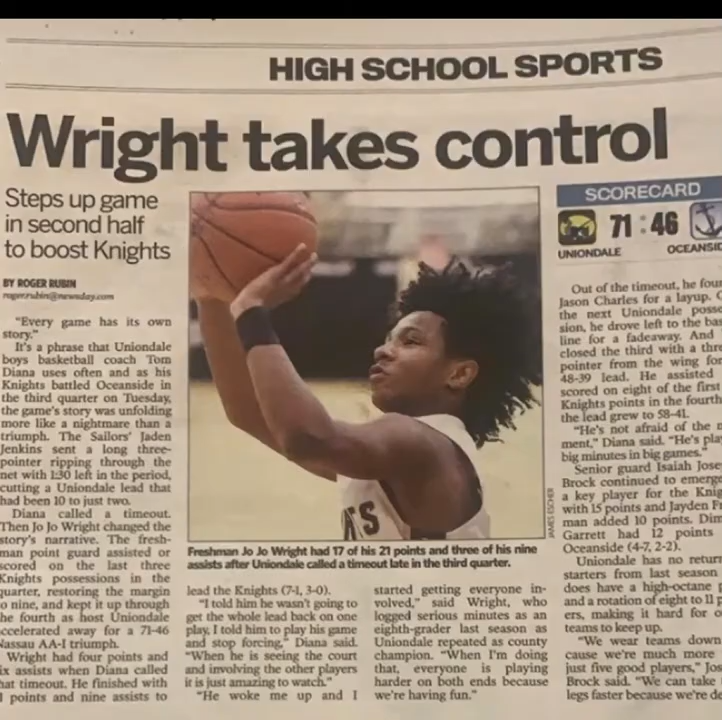 HIGH SCHOOL SPORTS
Wright takes control
Steps up game
in second half
to boost Knights
BY ROGER RUBIN
roger.rubin@newsday.com
"Every game has its own
story."
It's a phrase that Uniondale
boys basketball coach Tom
Diana uses often and as his
Knights battled Oceanside in
the third quarter on Tuesday,
the game's story was unfolding
more like a nightmare than a
triumph. The Sailors' Jaden
Jenkins sent a long three-
pointer ripping through the
net with 1:30 left in the period,
cutting a Uniondale lead that
had been 10 to just two.
Diana called a timeout.
Then Jo Jo Wright changed the
story's narrative. The fresh-
man point guard assisted or
scored on the last three
Knights possessions in the
quarter, restoring the margin
o nine, and kept it up through
he fourth as host Uniondale
ccelerated away for a 71-46
Nassau AA-I triumph.
Wright had four points and
ix assists when Diana called
hat timeout. He finished with
1 points and nine assists to
JAMES ESCHER
Freshman Jo Jo Wright had 17 of his 21 points and three of his nine
assists after Uniondale called a timeout late in the third quarter.
lead the Knights (7-1, 3-0).
"I told him he wasn't going to
get the whole lead back on one
play, I told him to play his game
and stop forcing," Diana said.
"When he is seeing the court
and involving the other players
it is just amazing to watch."
"He woke me up and I
started getting everyone in-
volved," said Wright, who
logged serious minutes as an
eighth-grader last season as
Uniondale repeated as county
champion. "When I'm doing
that, everyone is playing
harder on both ends because
we're having fun."
SCORECARD
71:46
UNIONDALE OCEANSID
Out of the timeout, he fou
Jason Charles for a layup. O
the next Uniondale posse
sion, he drove left to the ba
line for a fadeaway. And
closed the third with a thre
pointer from the wing for
48-39 lead. He assisted
scored on eight of the first
Knights points in the fourth
the lead grew to 58-41.
"He's not afraid of the m
ment," Diana said. "He's pla
big minutes in big games."
Senior guard Isaiah Jose
Brock continued to emerge
a key player for the Knig
with 15 points and Jayden Fr
man added 10 points. Dim
Garrett had 12 points
Oceanside (4-7, 2-2).
Uniondale has no return
starters from last season
does have a high-octane p
and a rotation of eight to 11 p
ers, making it hard for o
teams to keep up.
"We wear teams down
cause we're much more
just five good players," Jos
Brock said. "We can take
legs faster because we're de